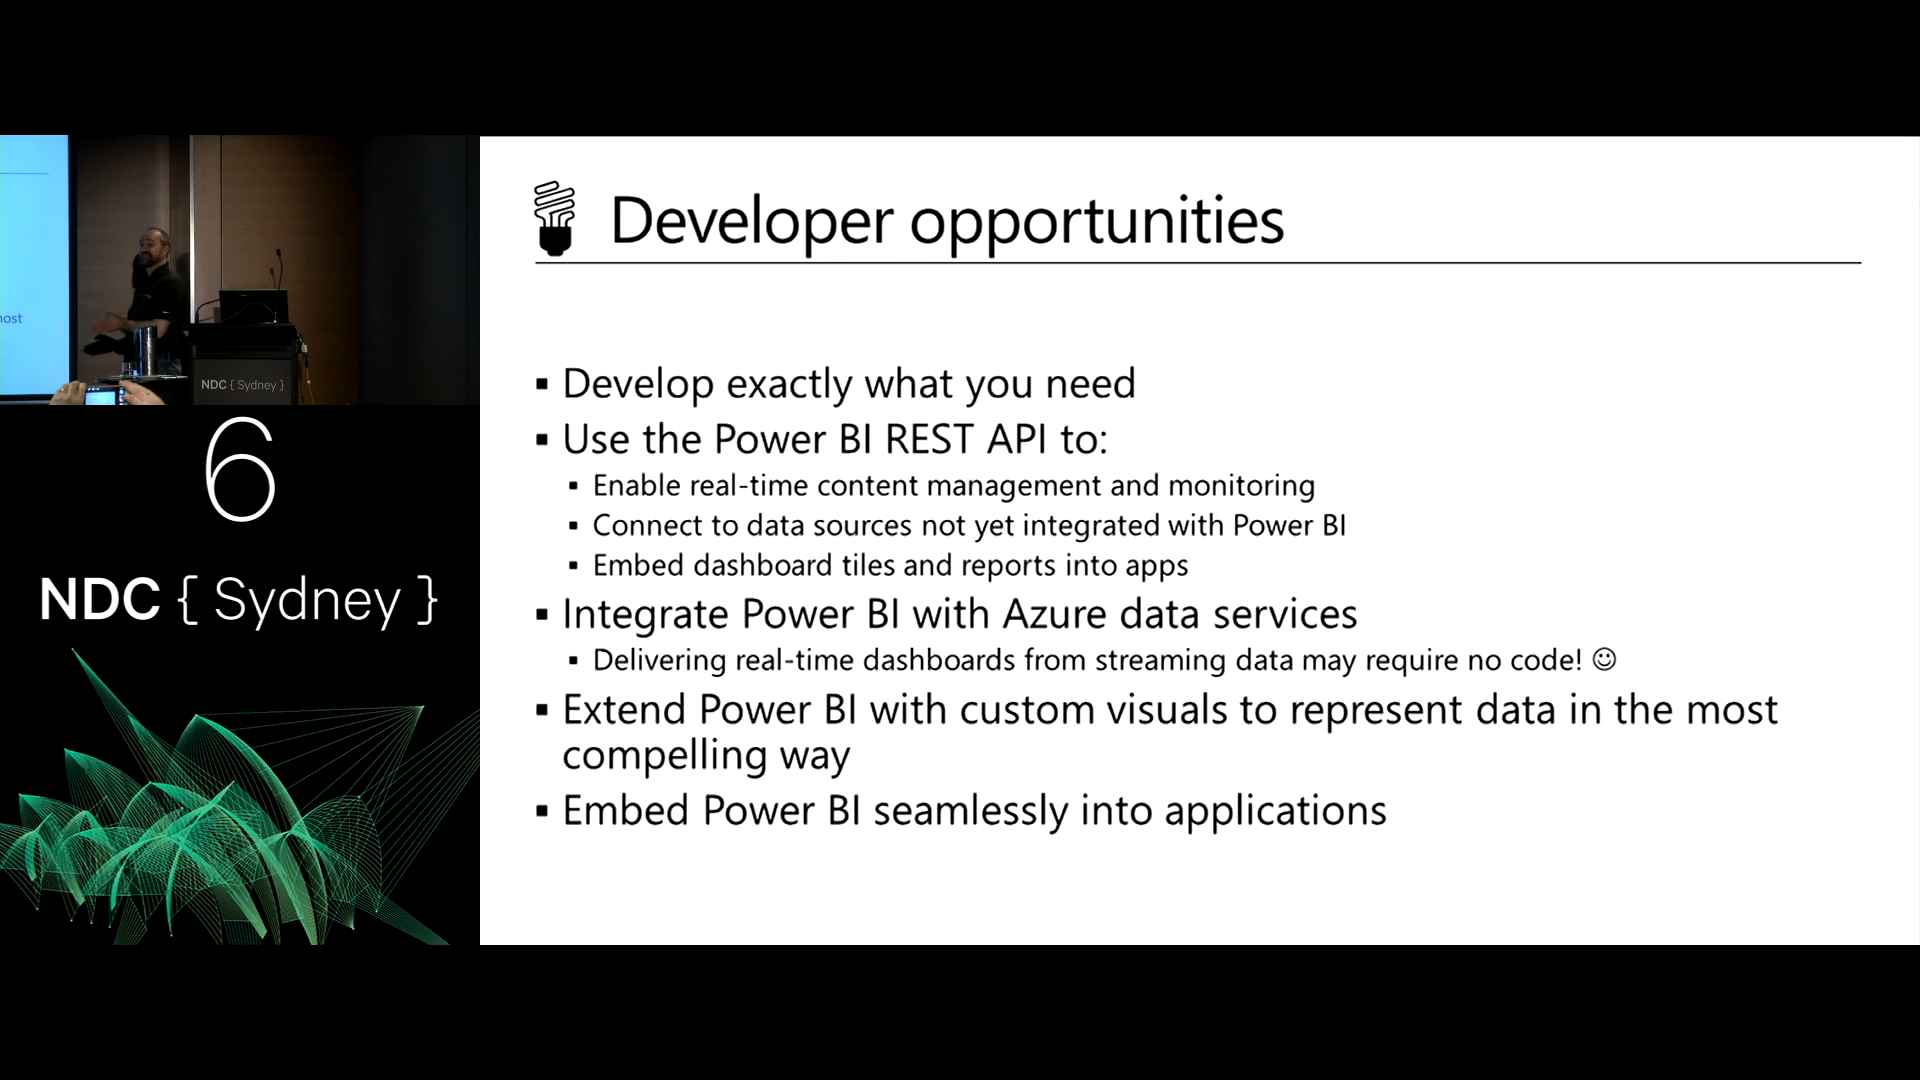 Developer opportunities
▪ Develop exactly what you need
▪ Use the Power BI REST API to:
▪ Enable real-time content management and monitoring
▪ Connect to data sources not yet integrated with Power BI
▪ Embed dashboard tiles and reports into apps
▪ Integrate Power BI with Azure data services
▪ Delivering real-time dashboards from streaming data may require no code! ☺
▪ Extend Power BI with custom visuals to represent data in the most
compelling way
▪ Embed Power BI seamlessly into applications
NDC { Sydney }
6
NDC { Sydney }